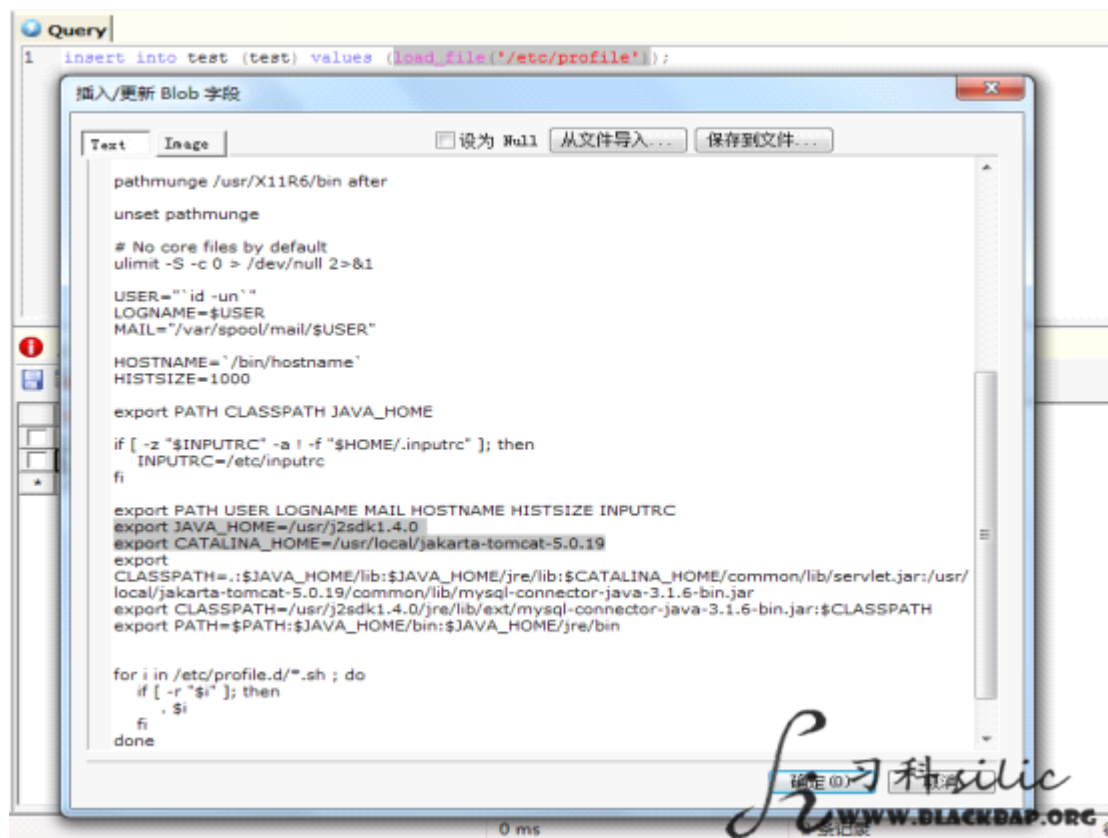 Query
1 insert into test (test) values (load_file('/etc/profile'));
插入/更新 Blob 字段
Text Image 设为 Null 从文件导入... 保存到文件...
pathmunge /usr/X11R6/bin after
unset pathmunge
# No core files by default
ulimit -S -c 0 > /dev/null 2>&1
USER="`id -un`"
LOGNAME=$USER
MAIL="/var/spool/mail/$USER"
HOSTNAME=`/bin/hostname`
HISTSIZE=1000
export PATH CLASSPATH JAVA_HOME
if [ -z "$INPUTRC" -a ! -f "$HOME/.inputrc" ]; then
INPUTRC=/etc/inputrc
fi
export PATH USER LOGNAME MAIL HOSTNAME HISTSIZE INPUTRC
export JAVA_HOME=/usr/j2sdk1.4.0
export CATALINA_HOME=/usr/local/jakarta-tomcat-5.0.19
export
CLASSPATH=.:$JAVA_HOME/lib:$JAVA_HOME/jre/lib:$CATALINA_HOME/common/lib/servlet.jar:/usr/
local/jakarta-tomcat-5.0.19/common/lib/mysql-connector-java-3.1.6-bin.jar
export CLASSPATH=/usr/j2sdk1.4.0/jre/lib/ext/mysql-connector-java-3.1.6-bin.jar:$CLASSPATH
export PATH=$PATH:$JAVA_HOME/bin:$JAVA_HOME/jre/bin
for i in /etc/profile.d/*.sh ; do
if [ -r "$i" ]; then
. $i
fi
done
确定(O) 取消
习科 silic
WWW.BLACKBAP.ORG
0 ms 条记录